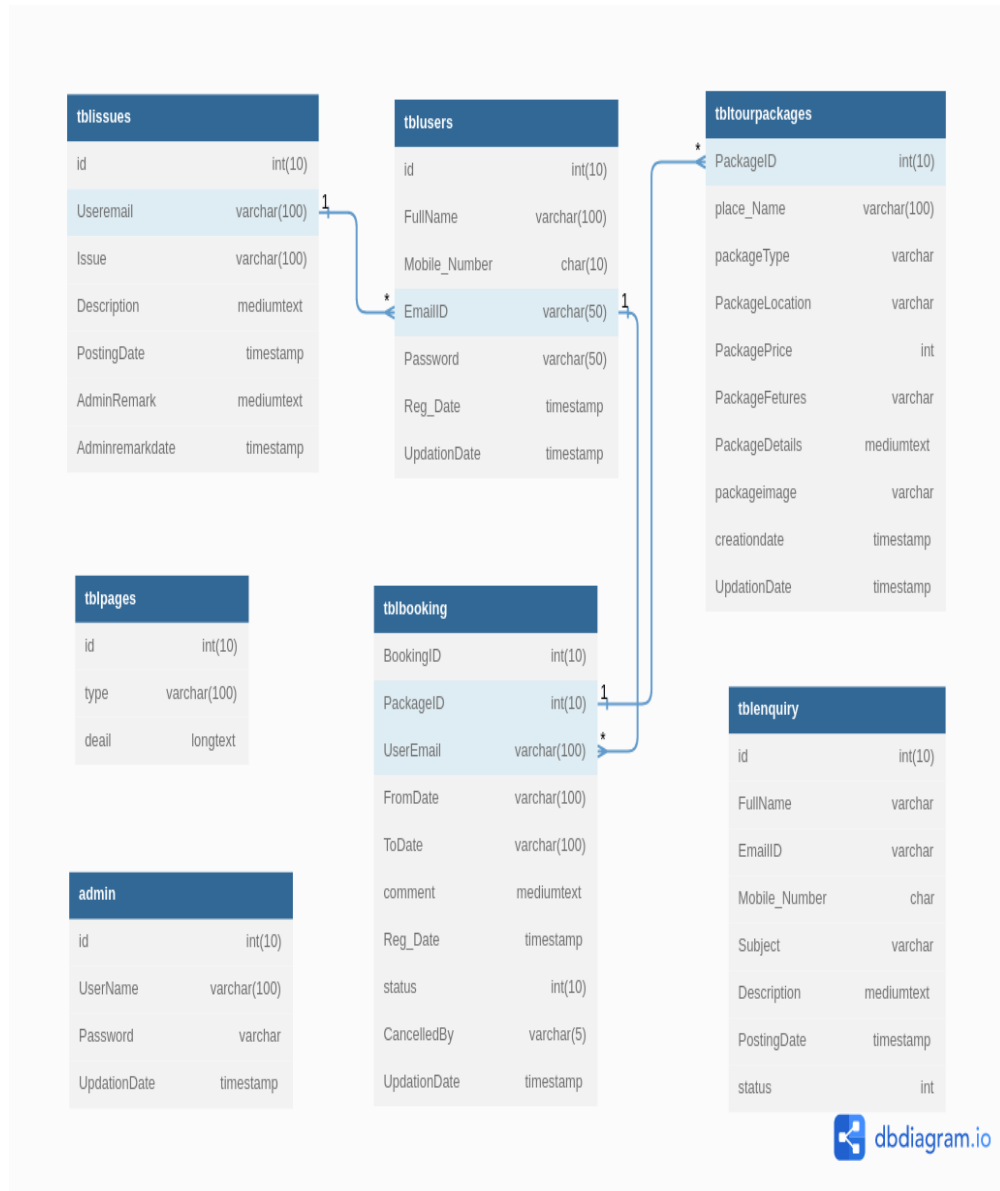 tblissues
id int(10)
Useremail varchar(100)
Issue varchar(100)
Description mediumtext
PostingDate timestamp
AdminRemark mediumtext
Adminremarkdate timestamp
1
*
tblusers
id int(10)
FullName varchar(100)
Mobile_Number char(10)
EmailID varchar(50)
Password varchar(50)
Reg_Date timestamp
UpdationDate timestamp
1
*
tbltourpackages
PackageID int(10)
place_Name varchar(100)
packageType varchar
PackageLocation varchar
PackagePrice int
PackageFetures varchar
PackageDetails mediumtext
packageimage varchar
creationdate timestamp
UpdationDate timestamp
tblpages
id int(10)
type varchar(100)
deail longtext
tblbooking
BookingID int(10)
PackageID int(10)
UserEmail varchar(100)
FromDate varchar(100)
ToDate varchar(100)
comment mediumtext
Reg_Date timestamp
status int(10)
CancelledBy varchar(5)
UpdationDate timestamp
1
*
tblenquiry
id int(10)
FullName varchar
EmailID varchar
Mobile_Number char
Subject varchar
Description mediumtext
PostingDate timestamp
status int
admin
id int(10)
UserName varchar(100)
Password varchar
UpdationDate timestamp
dbdiagram.io